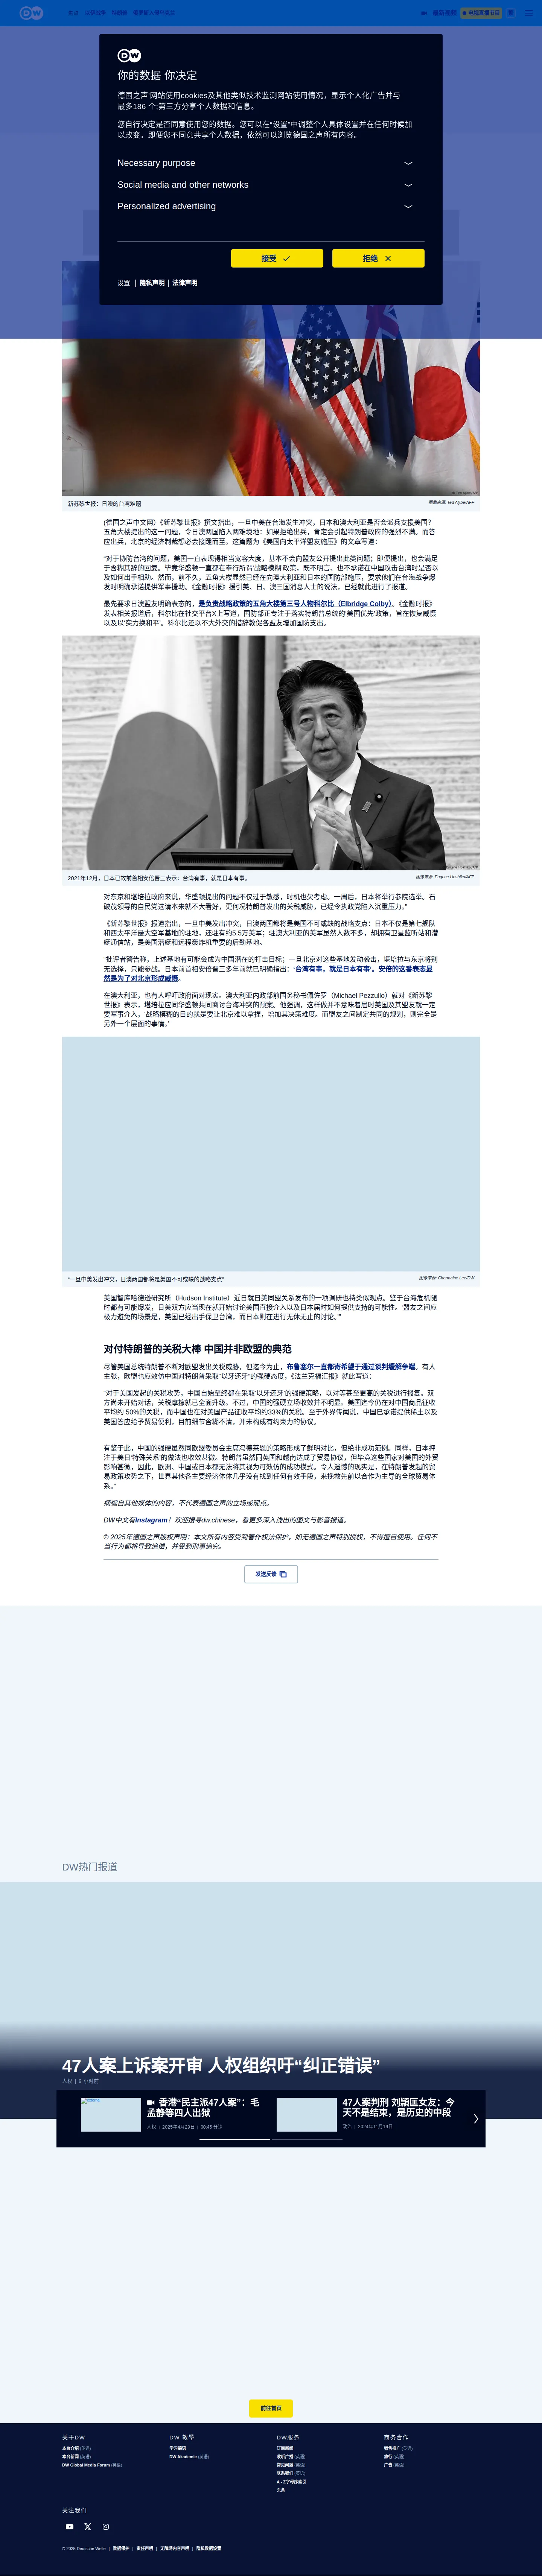 你的数据 你决定
德国之声'网站使用cookies及其他类似技术监测网站使用情况，显示个人化广告并与
最多186 个;第三方分享个人数据和信息。
您自行决定是否同意使用您的数据。您可以在"设置"中调整个人具体设置并在任何时候加
以改变。即便您不同意共享个人数据，依然可以浏览德国之声所有内容。
Necessary purpose
Social media and other networks
Personalized advertising
接受
拒绝
设置 | 隐私声明 | 法律声明
新苏黎世报：日澳的台湾难题
图像来源: Ted Aljibe/AFP
(德国之声中文网)《新苏黎世报》撰文指出，一旦中美在台海发生冲突，日本和澳大利亚是否会派兵支援美国？
五角大楼提出的这一问题，令日澳两国陷入两难境地：如果拒绝出兵，肯定会引起特朗普政府的强烈不满。而答
应出兵，北京的经济制裁想必会接踵而至。以下是这篇题为《美国向太平洋盟友施压》的文章写道：
"对于协防台湾的问题，美国一直表现得相当宽容大度，基本不会向盟友公开提出此类问题；即便提出，也会满足
于含糊其辞的回复。毕竟华盛顿一直以来都在奉行所谓'战略模糊'政策，既不明言、也不承诺在中国攻击台湾时是否以
及如何出手相助。然而，前不久，五角大楼显然已经在向澳大利亚和日本的国防部施压，要求他们在台海战争爆
发时明确承诺提供军事援助。《金融时报》援引美、日、澳三国消息人士的说法，已经就此进行了报道。
最先要求日澳盟友明确表态的，是负责战略政策的五角大楼第三号人物科尔比（Elbridge Colby）。《金融时报》
发表相关报道后，科尔比在社交平台X上写道，国防部正专注于落实特朗普总统的'美国优先'政策，旨在恢复威慑
以及以'实力换和平'。科尔比还以不大外交的措辞敦促各盟友增加国防支出。
2021年12月，日本已故前首相安倍晋三表示：台湾有事，就是日本有事。
图像来源: Eugene Hoshiko/AFP
对东京和堪培拉政府来说，华盛顿提出的问题不仅过于敏感，时机也欠考虑。一周后，日本将举行参院选举。石
破茂领导的自民党选请本来就不大看好，更何况特朗普发出的关税威胁，已经令执政党陷入沉重压力。"
《新苏黎世报》报道指出，一旦中美发出冲突，日澳两国都将是美国不可或缺的战略支点：日本不仅是第七舰队
和西太平洋最大空军基地的驻地，还驻有约5.5万美军；驻澳大利亚的美军虽然人数不多，却拥有卫星监听站和潜
艇通信站，是美国潜艇和远程轰炸机重要的后勤基地。
"批评者警告称，上述基地有可能会成为中国潜在的打击目标；一旦北京对这些基地发动袭击，堪培拉与东京将别
无选择，只能参战。日本前首相安倍晋三多年前就已明确指出：'台湾有事，就是日本有事'。安倍的这番表态显
然是为了对北京形成威慑。
在澳大利亚，也有人呼吁政府面对现实。澳大利亚内政部前国务秘书佩佐罗（Michael Pezzullo）就对《新苏黎
世报》表示，堪培拉应同华盛顿共同商讨台海冲突的预案。他强调，这样做并不意味着届时美国及其盟友就一定
要军事介入，'战略模糊的目的就是要让北京难以拿捏，增加其决策难度。而盟友之间制定共同的规划，则完全是
另外一个层面的事情。'
"一旦中美发出冲突，日澳两国都将是美国不可或缺的战略支点"
图像来源: Chermaine Lee/DW
美国智库哈德逊研究所（Hudson Institute）近日就日美同盟关系发布的一项调研也持类似观点。鉴于台海危机随
时都有可能爆发，日美双方应当现在就开始讨论美国直接介入以及日本届时如何提供支持的可能性。'盟友之间应
极力避免的场景是，美国已经出手保卫台湾，而日本则在进行无休无止的讨论。'"
对付特朗普的关税大棒 中国并非欧盟的典范
尽管美国总统特朗普不断对欧盟发出关税威胁，但迄今为止，布鲁塞尔一直都寄希望于通过谈判缓解争端。有人
主张，欧盟也应效仿中国对特朗普采取"以牙还牙"的强硬态度，《法兰克福汇报》就此写道：
"对于美国发起的关税攻势，中国自始至终都在采取'以牙还牙'的强硬策略，以对等甚至更高的关税进行报复。双
方尚未开始对话，关税摩擦就已全面升级。不过，中国的强硬立场收效并不明显。美国迄今仍在对中国商品征收
平均约 50%的关税，而中国也在对美国产品征收平均约33%的关税。至于外界传闻说，中国已承诺提供稀土以及
美国答应给予贸易便利，目前细节含糊不清，并未构成有约束力的协议。
有鉴于此，中国的强硬虽然同欧盟委员会主席冯德莱恩的策略形成了鲜明对比，但绝非成功范例。同样，日本押
注于美日'特殊关系'的做法也收效甚微。特朗普虽然同英国和越南达成了贸易协议，但毕竟这些国家对美国的外贸
影响甚微，因此，欧洲、中国或日本都无法将其视为可效仿的成功模式。令人遗憾的现实是，在特朗普发起的贸
易政策攻势之下，世界其他各主要经济体体几乎没有找到任何有效手段，来挽救先前以合作为主导的全球贸易体
系。"
摘编自其他媒体的内容，不代表德国之声的立场或观点。
DW中文有Instagram！欢迎搜寻dw.chinese，看更多深入浅出的图文与影音报道。
© 2025年德国之声版权声明：本文所有内容受到著作权法保护，如无德国之声特别授权，不得擅自使用。任何不
当行为都将导致追偿，并受到刑事追究。
发送反馈
DW热门报道
47人案上诉案开审 人权组织吁"纠正错误"
人权 | 9 小时前
香港"民主派47人案"：毛
孟静等四人出狱
人权 | 2025年4月29日 | 00:45 分钟
47人案判刑 刘颕匡女友：今
天不是结束，是历史的中段
政治 | 2024年11月19日
前往首页
关于DW
本台介绍 (英语)
本台新闻 (英语)
DW Global Media Forum (英语)
DW 教学
学习德语
DW Akademie (英语)
DW服务
订阅新闻
收听广播 (英语)
常见问题 (英语)
联系我们 (英语)
A - Z字母序索引
头条
商务合作
销售推广 (英语)
旅行 (英语)
广告 (英语)
关注我们
© 2025 Deutsche Welle | 数据保护 | 责任声明 | 无障碍内容声明 | 隐私数据设置